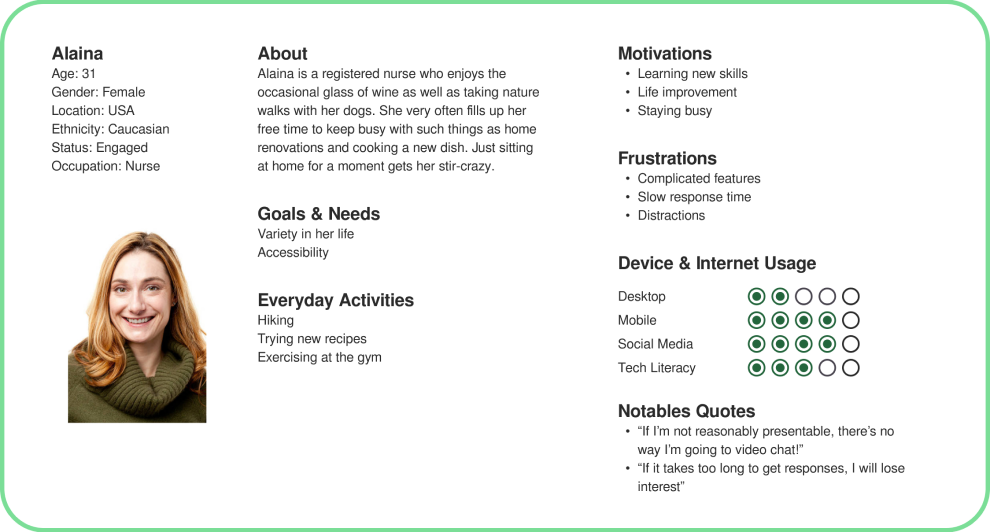 Alaina
Age: 31
Gender: Female
Location: USA
Ethnicity: Caucasian
Status: Engaged
Occupation: Nurse
About
Alaina is a registered nurse who enjoys the
occasional glass of wine as well as taking nature
walks with her dogs. She very often fills up her
free time to keep busy with such things as home
renovations and cooking a new dish. Just sitting
at home for a moment gets her stir-crazy.
Goals & Needs
Variety in her life
Accessibility
Everyday Activities
Hiking
Trying new recipes
Exercising at the gym
Motivations
• Learning new skills
• Life improvement
• Staying busy
Frustrations
• Complicated features
• Slow response time
• Distractions
Device & Internet Usage
Desktop
Mobile
Social Media
Tech Literacy
Notables Quotes
• “If I’m not reasonably presentable, there’s no
way I’m going to video chat!”
• “If it takes too long to get responses, I will lose
interest”